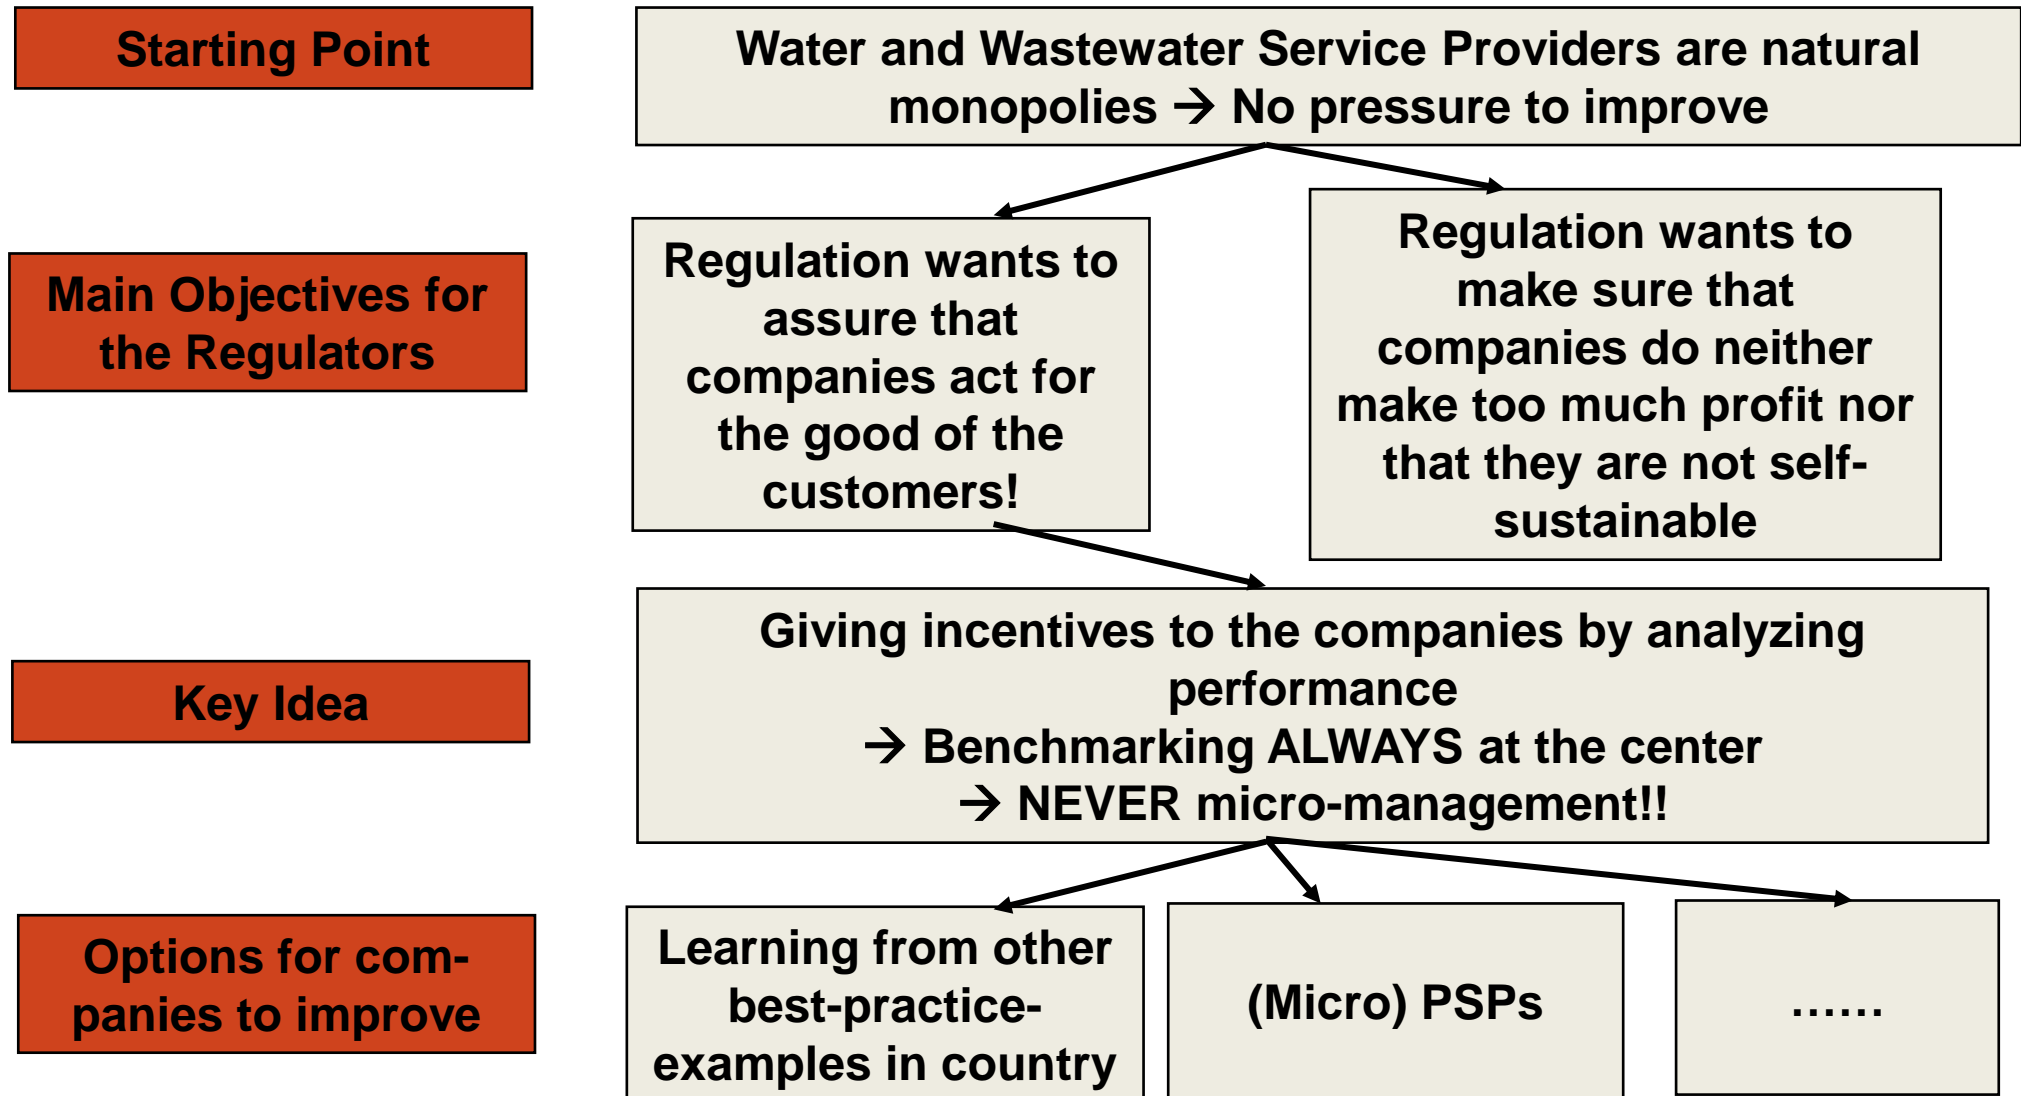 Starting Point
Water and Wastewater Service Providers are natural
monopolies → No pressure to improve
Main Objectives for
the Regulators
Regulation wants to
assure that
companies act for
the good of the
customers!
Regulation wants to
make sure that
companies do neither
make too much profit nor
that they are not self-
sustainable
Key Idea
Giving incentives to the companies by analyzing
performance
→ Benchmarking ALWAYS at the center
→ NEVER micro-management!!
Options for com-
panies to improve
Learning from other
best-practice-
examples in country
(Micro) PSPs
……